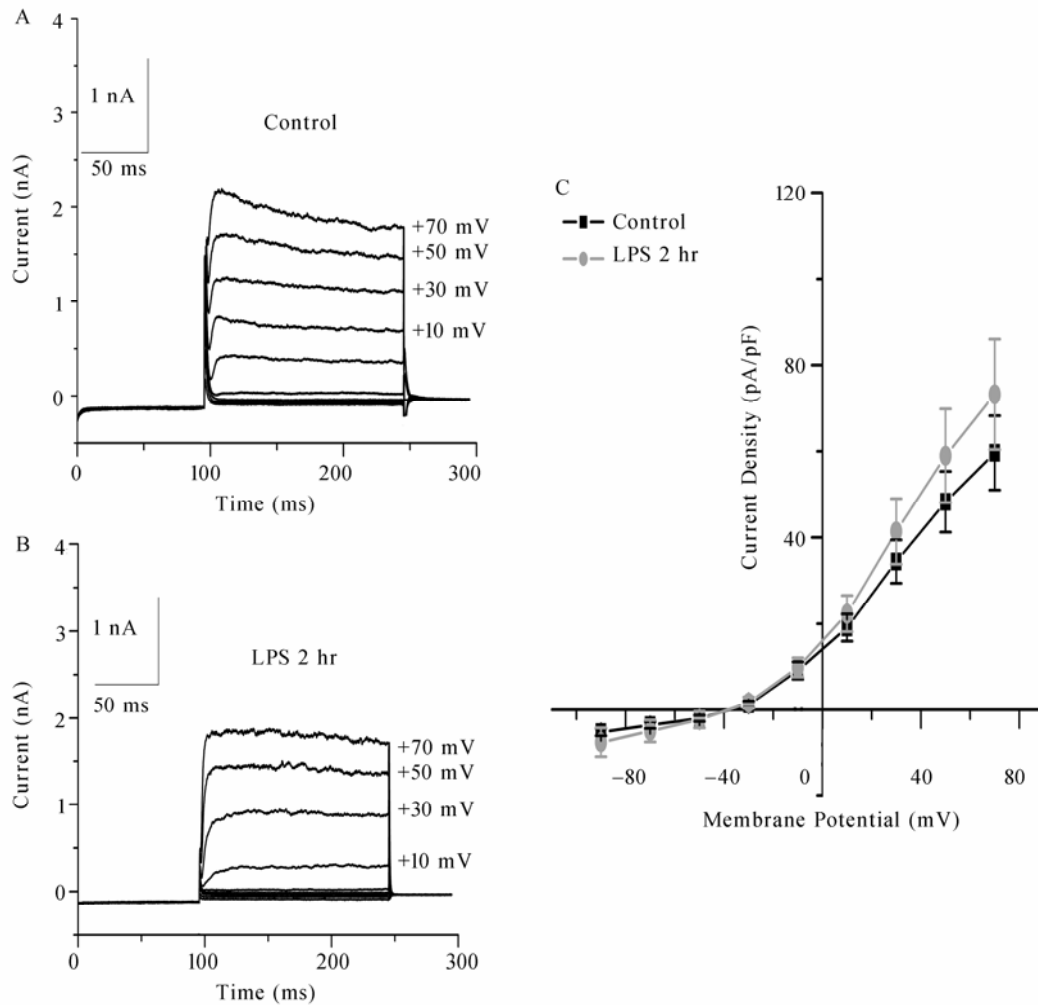 A
4
3
2
1
0
Current (nA)
1 nA
50 ms
Control
+70 mV
+50 mV
+30 mV
+10 mV
0
100
200
300
Time (ms)
B
4
3
2
1
0
Current (nA)
1 nA
50 ms
LPS 2 hr
+70 mV
+50 mV
+30 mV
+10 mV
0
100
200
300
Time (ms)
C
Control
LPS 2 hr
120
80
40
Current Density (pA/pF)
−80
−40
0
40
80
Membrane Potential (mV)